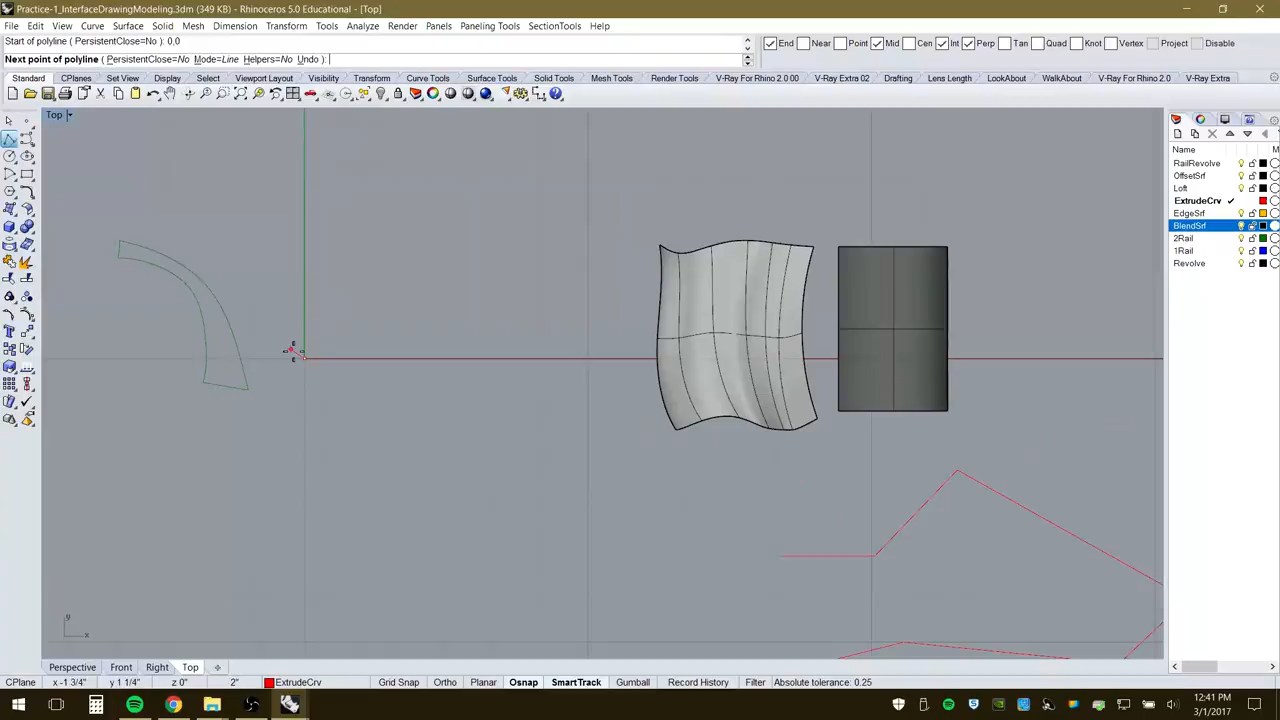 Practice-1_InterfaceDrawingModeling.3dm (349 KB) - Rhinoceros 5.0 Educational - [Top]
File Edit View Curve Surface Solid Mesh Dimension Transform Tools Analyze Render Panels Paneling Tools SectionTools Help
Start of polyline ( PersistentClose=No ): 0,0
End Near Point Mid Cen Int Perp Tan Quad Knot Vertex Project Disable
Next point of polyline ( PersistentClose=No Mode=Line Helpers=No Undo ):
Standard CPlanes Set View Display Select Viewport Layout Visibility Transform Curve Tools Surface Tools Solid Tools Mesh Tools Render Tools V-Ray For Rhino 2.0 00 V-Ray Extra 02 Drafting Lens Length LookAbout WalkAbout V-Ray For Rhino 2.0 V-Ray Extra
Top
Name M
RailRevolve
OffsetSrf
Loft
ExtrudeCrv
EdgeSrf
BlendSrf
2Rail
1Rail
Revolve
y
x
Perspective Front Right Top
CPlane x -1 3/4" y 1 1/4" z 0" 2" ExtrudeCrv Grid Snap Ortho Planar Osnap SmartTrack Gumball Record History Filter Absolute tolerance: 0.25
12:41 PM
3/1/2017